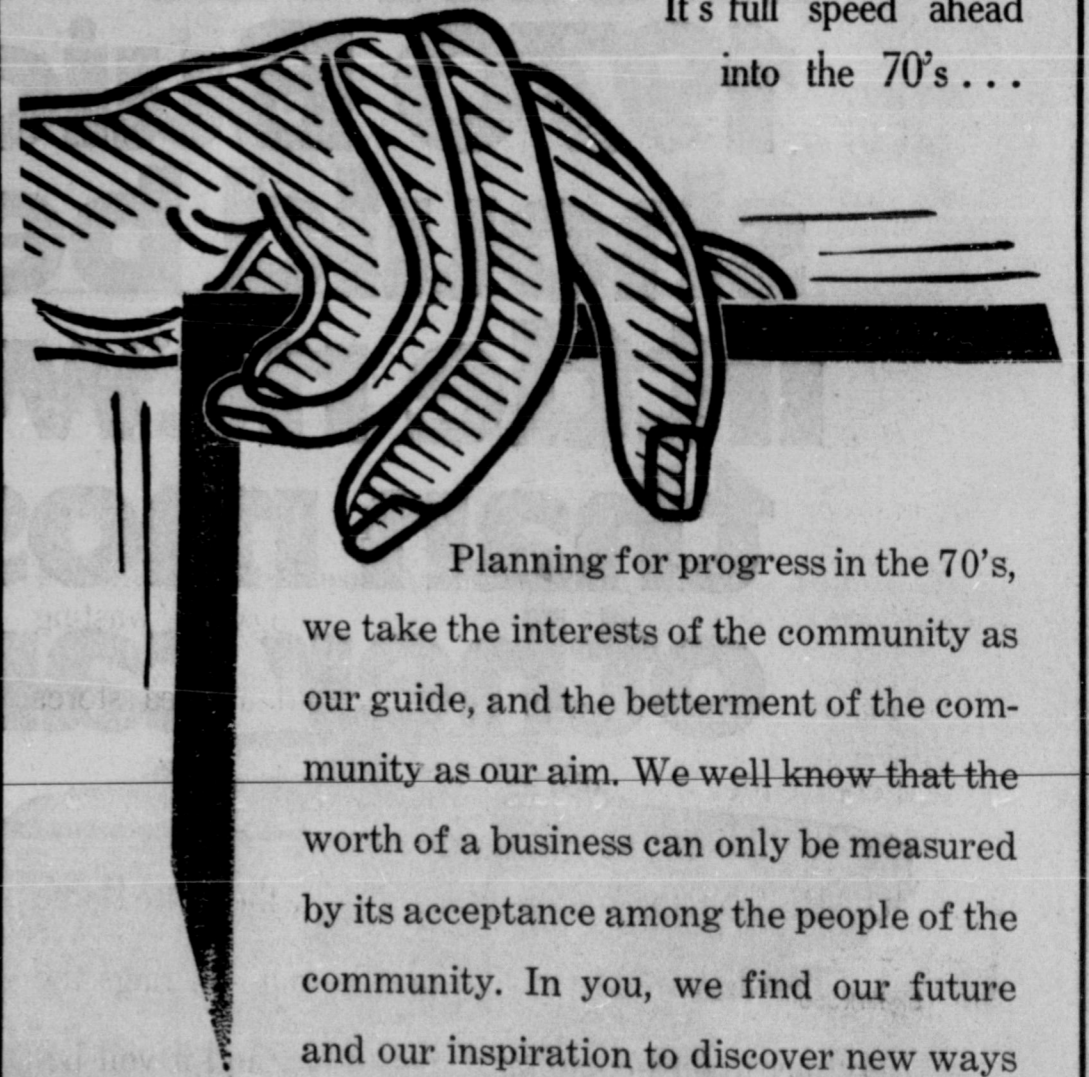 It's full speed ahead
into the 70's...
Planning for progress in the 70's,
we take the interests of the community as
our guide, and the betterment of the com-
munity as our aim. We well know that the
worth of a business can only be measured
by its acceptance among the people of the
community. In you, we find our future
and our inspiration to discover new ways